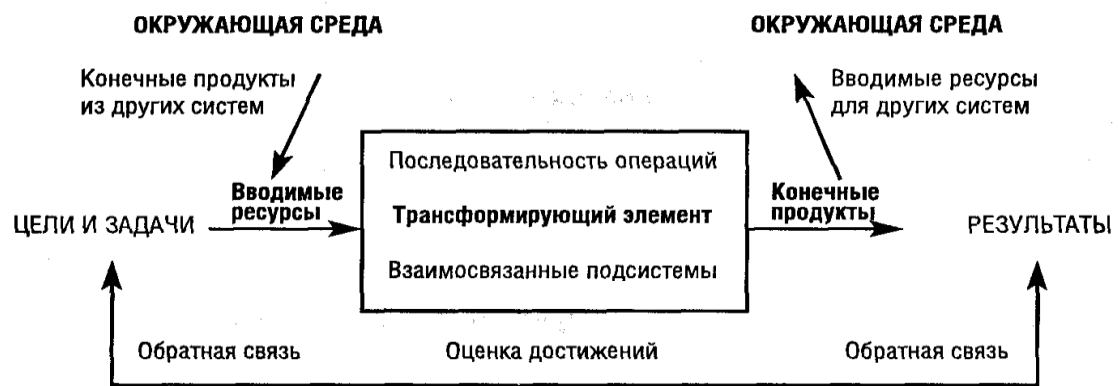 ОКРУЖАЮЩАЯ СРЕДА
ОКРУЖАЮЩАЯ СРЕДА
Конечные продукты
из других систем
Вводимые ресурсы
для других систем
Последовательность операций
Вводимые
ресурсы
Трансформирующий элемент
Конечные
продукты
ЦЕЛИ И ЗАДАЧИ
РЕЗУЛЬТАТЫ
Взаимосвязанные подсистемы
Обратная связь
Оценка достижений
Обратная связь